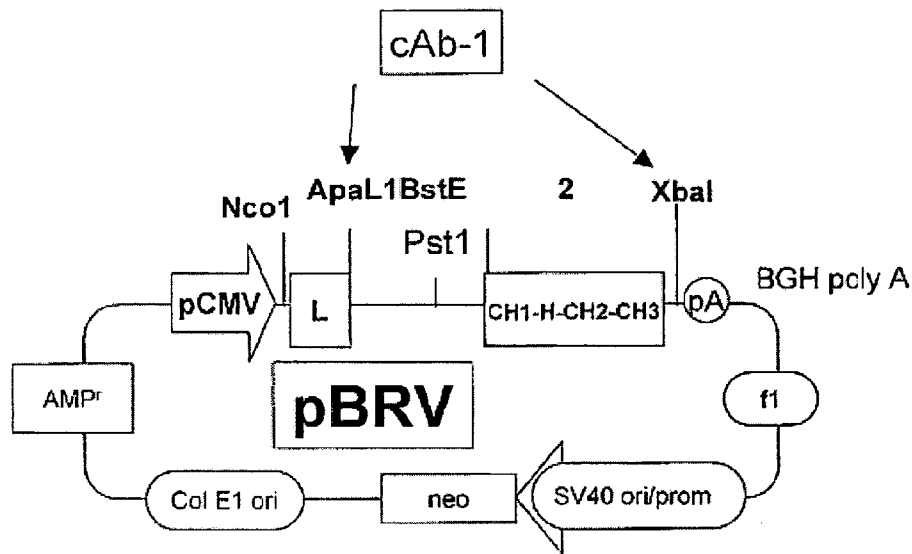 cAb-1
ApaL1BstE 2 XbaI
Nco1
Pst1
BGH pcly A
pCMV L CH1-H-CH2-CH3 pA
AMPr
pBRV
f1
Col E1 ori neo SV40 ori/prom